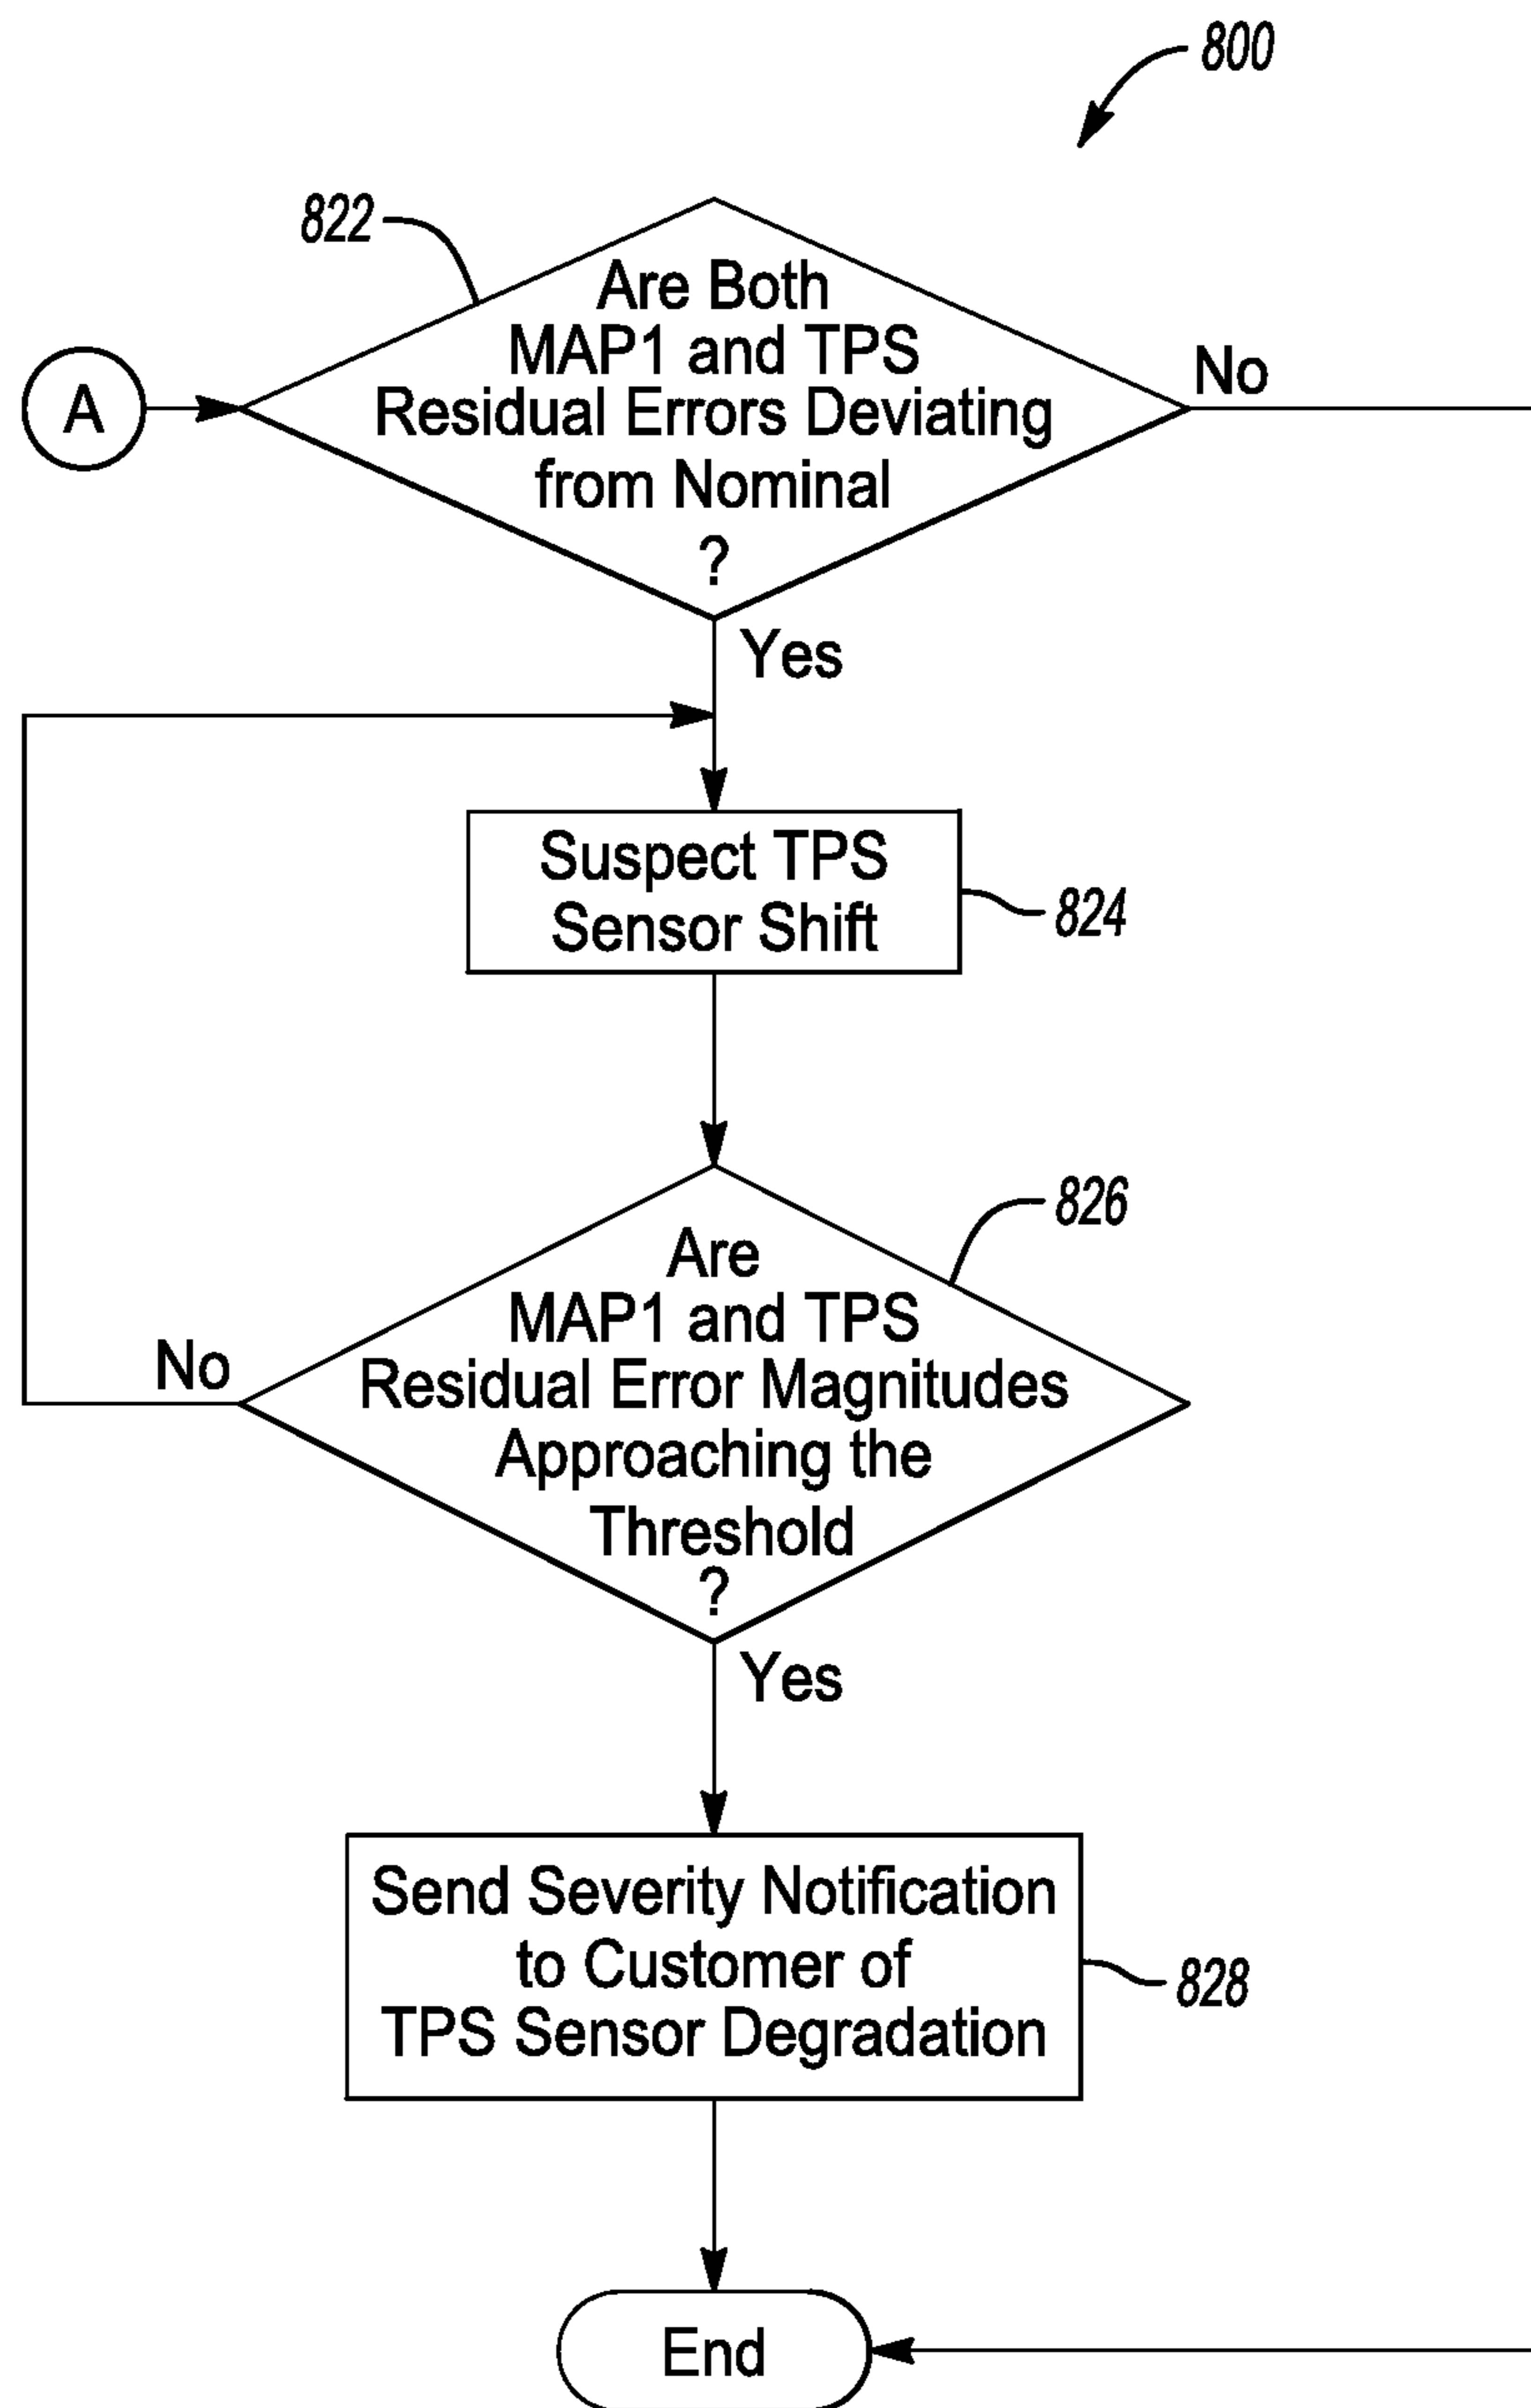 800
822
Are Both
MAP1 and TPS
Residual Errors Deviating
from Nominal
?
A
No
Yes
Suspect TPS
Sensor Shift
824
826
Are
MAP1 and TPS
Residual Error Magnitudes
Approaching the
Threshold
?
No
Yes
Send Severity Notification
to Customer of
TPS Sensor Degradation
828
End